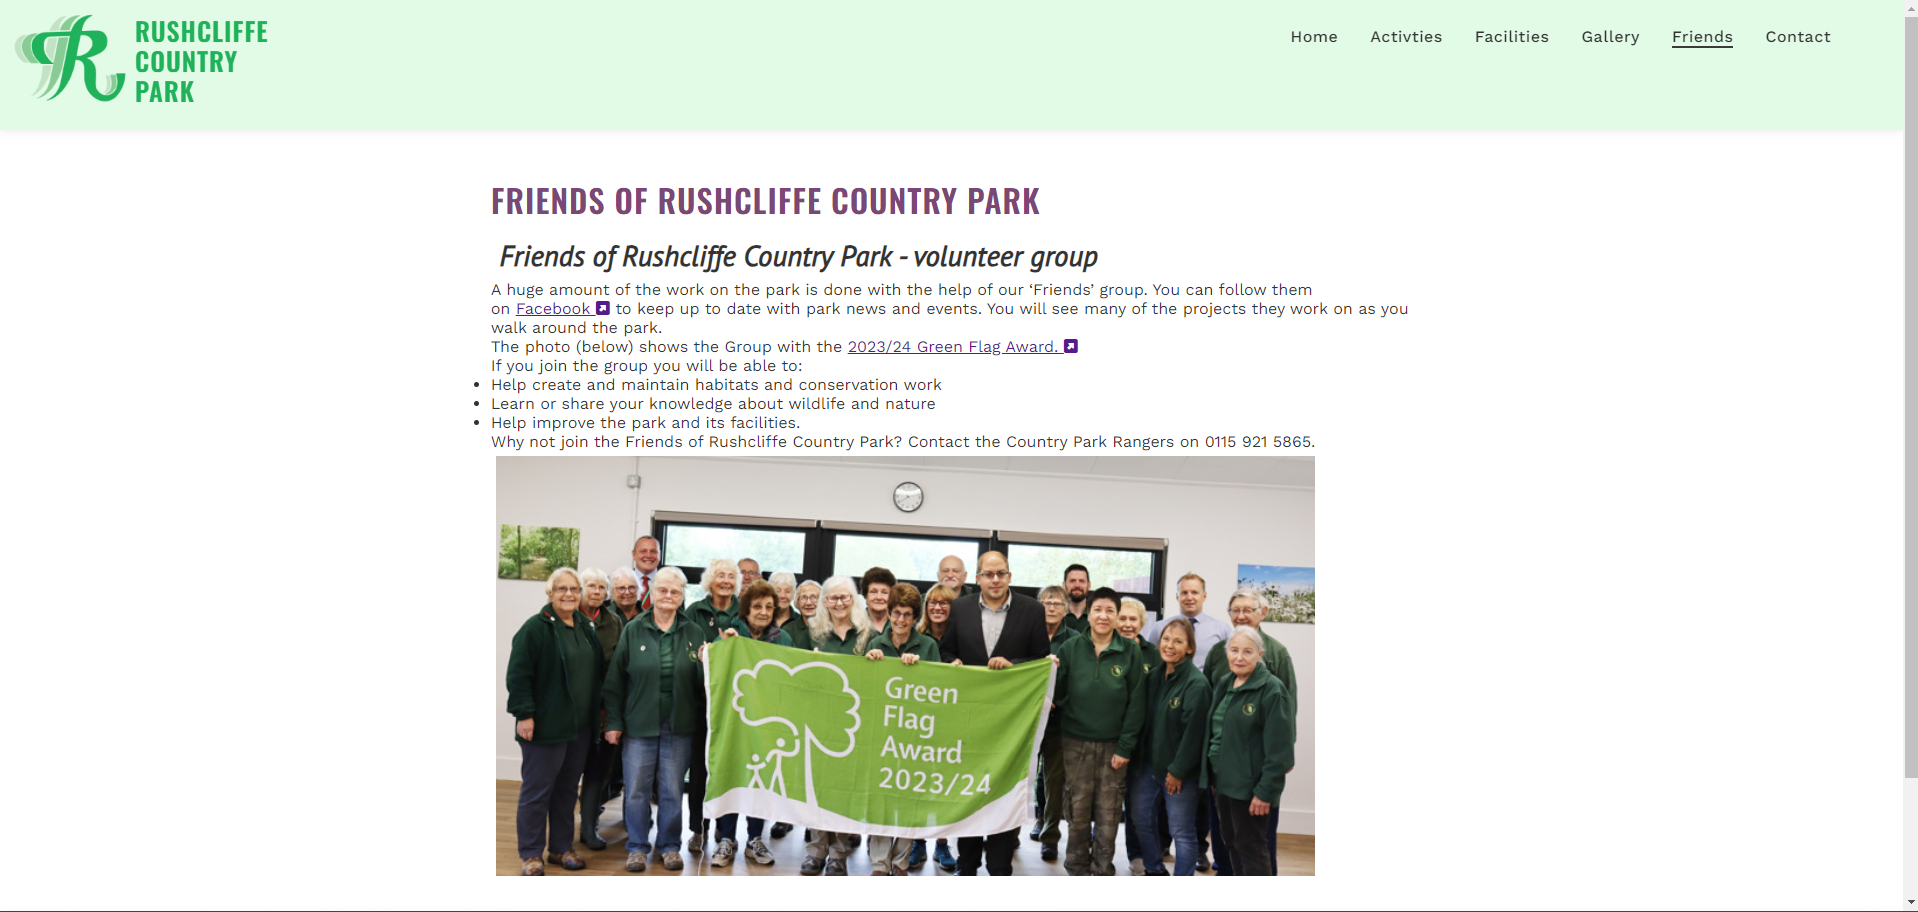 RUSHCLIFFE
COUNTRY
PARK
Home Activties Facilities Gallery Friends Contact
FRIENDS OF RUSHCLIFFE COUNTRY PARK
Friends of Rushcliffe Country Park - volunteer group
A huge amount of the work on the park is done with the help of our ‘Friends’ group. You can follow them
on Facebook to keep up to date with park news and events. You will see many of the projects they work on as you
walk around the park.
The photo (below) shows the Group with the 2023/24 Green Flag Award.
If you join the group you will be able to:
Help create and maintain habitats and conservation work
Learn or share your knowledge about wildlife and nature
Help improve the park and its facilities.
Why not join the Friends of Rushcliffe Country Park? Contact the Country Park Rangers on 0115 921 5865.
Green
Flag
Award
2023/24